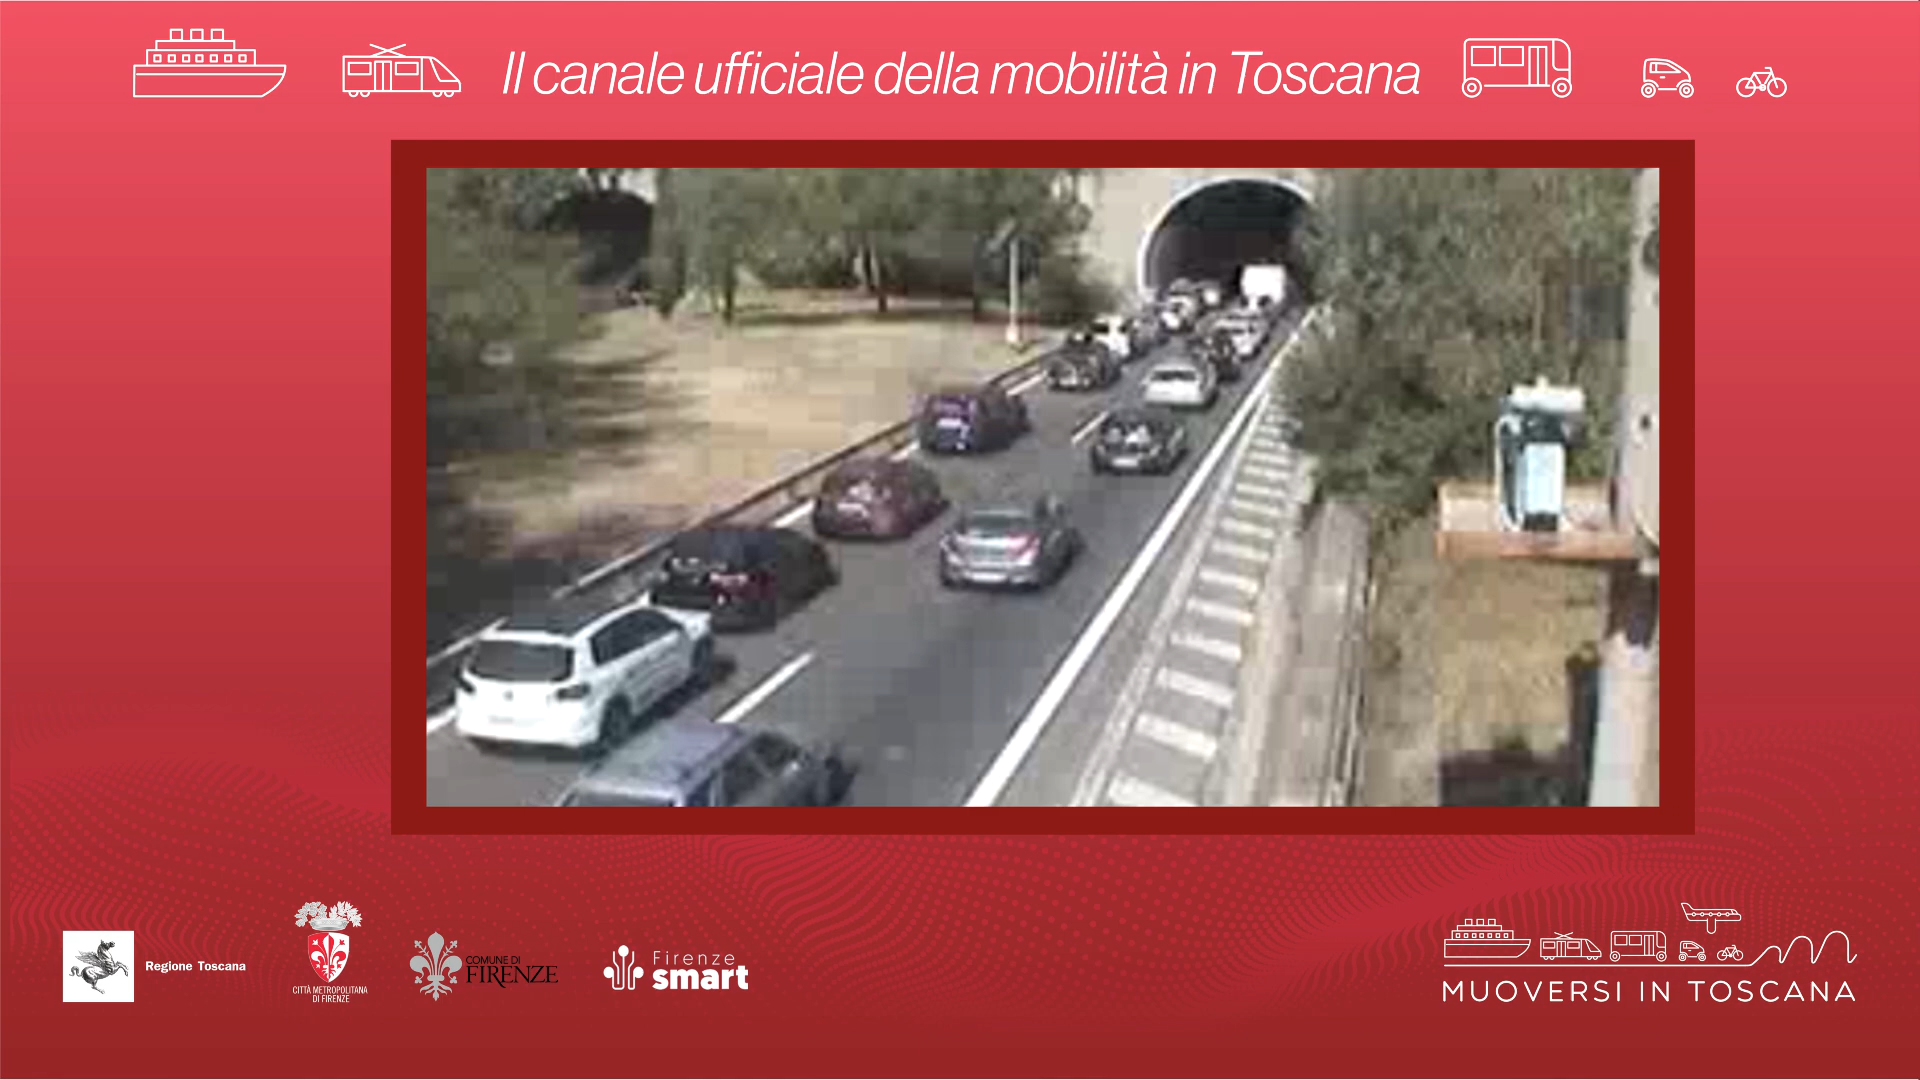 Il canale ufficiale della mobilità in Toscana
Regione Toscana
CITTÀ METROPOLITANA
DI FIRENZE
COMUNE DI
FIRENZE
Firenze
smart
MUOVERSI IN TOSCANA